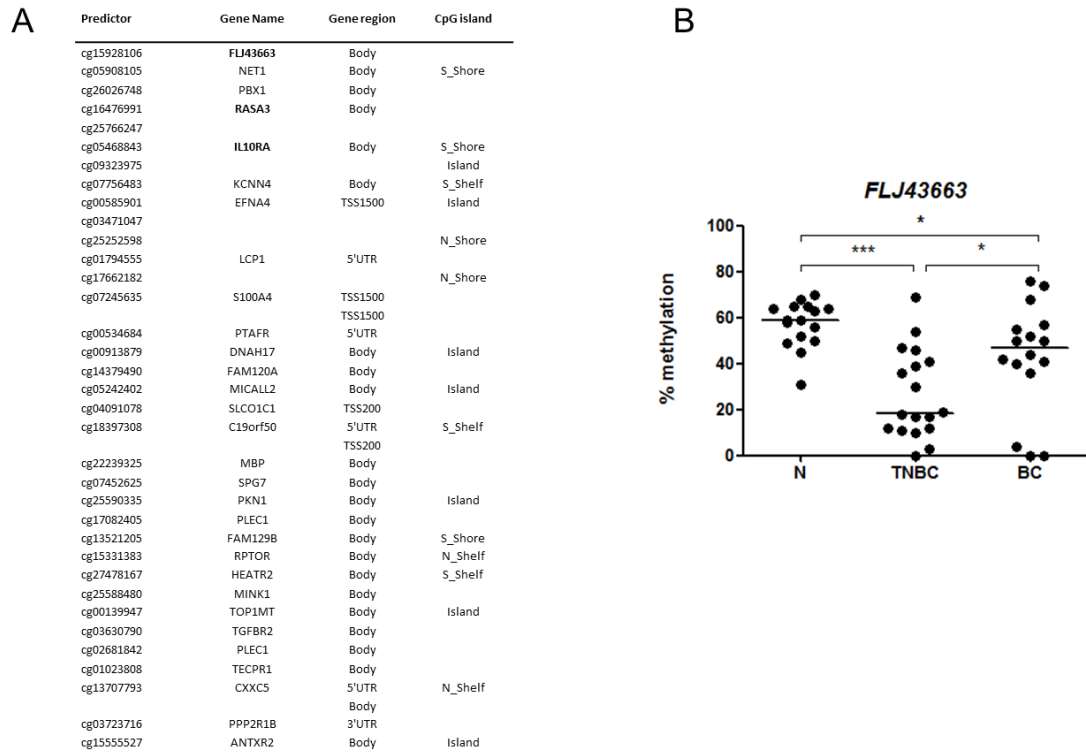 A
Predictor Gene Name Gene region CpG island
cg15928106 FLJ43663 Body
cg05908105 NET1 Body S_Shore
cg26026748 PBX1 Body
cg16476991 RASA3 Body
cg25766247
cg05468843 IL10RA Body S_Shore
cg09323975 Island
cg07756483 KCNN4 Body S_Shelf
cg00585901 EFNA4 TSS1500 Island
cg03471047
cg25252598 N_Shore
cg01794555 LCP1 5'UTR
cg17662182 N_Shore
cg07245635 S100A4 TSS1500
TSS1500
cg00534684 PTAFR 5'UTR
cg00913879 DNAH17 Body Island
cg14379490 FAM120A Body
cg05242402 MICALL2 Body Island
cg04091078 SLCO1C1 TSS200
cg18397308 C19orf50 5'UTR S_Shelf
TSS200
cg22239325 MBP Body
cg07452625 SPG7 Body
cg25590335 PKN1 Body Island
cg17082405 PLEC1 Body
cg13521205 FAM129B Body S_Shore
cg15331383 RPTOR Body N_Shelf
cg27478167 HEATR2 Body S_Shelf
cg25588480 MINK1 Body
cg00139947 TOP1MT Body Island
cg03630790 TGFBR2 Body
cg02681842 PLEC1 Body
cg01023808 TECPR1 Body
cg13707793 CXXC5 5'UTR N_Shelf
Body
cg03723716 PPP2R1B 3'UTR
cg15555527 ANTXR2 Body Island
B
FLJ43663
*
*** *
% methylation
100
80
60
40
20
0
N TNBC BC